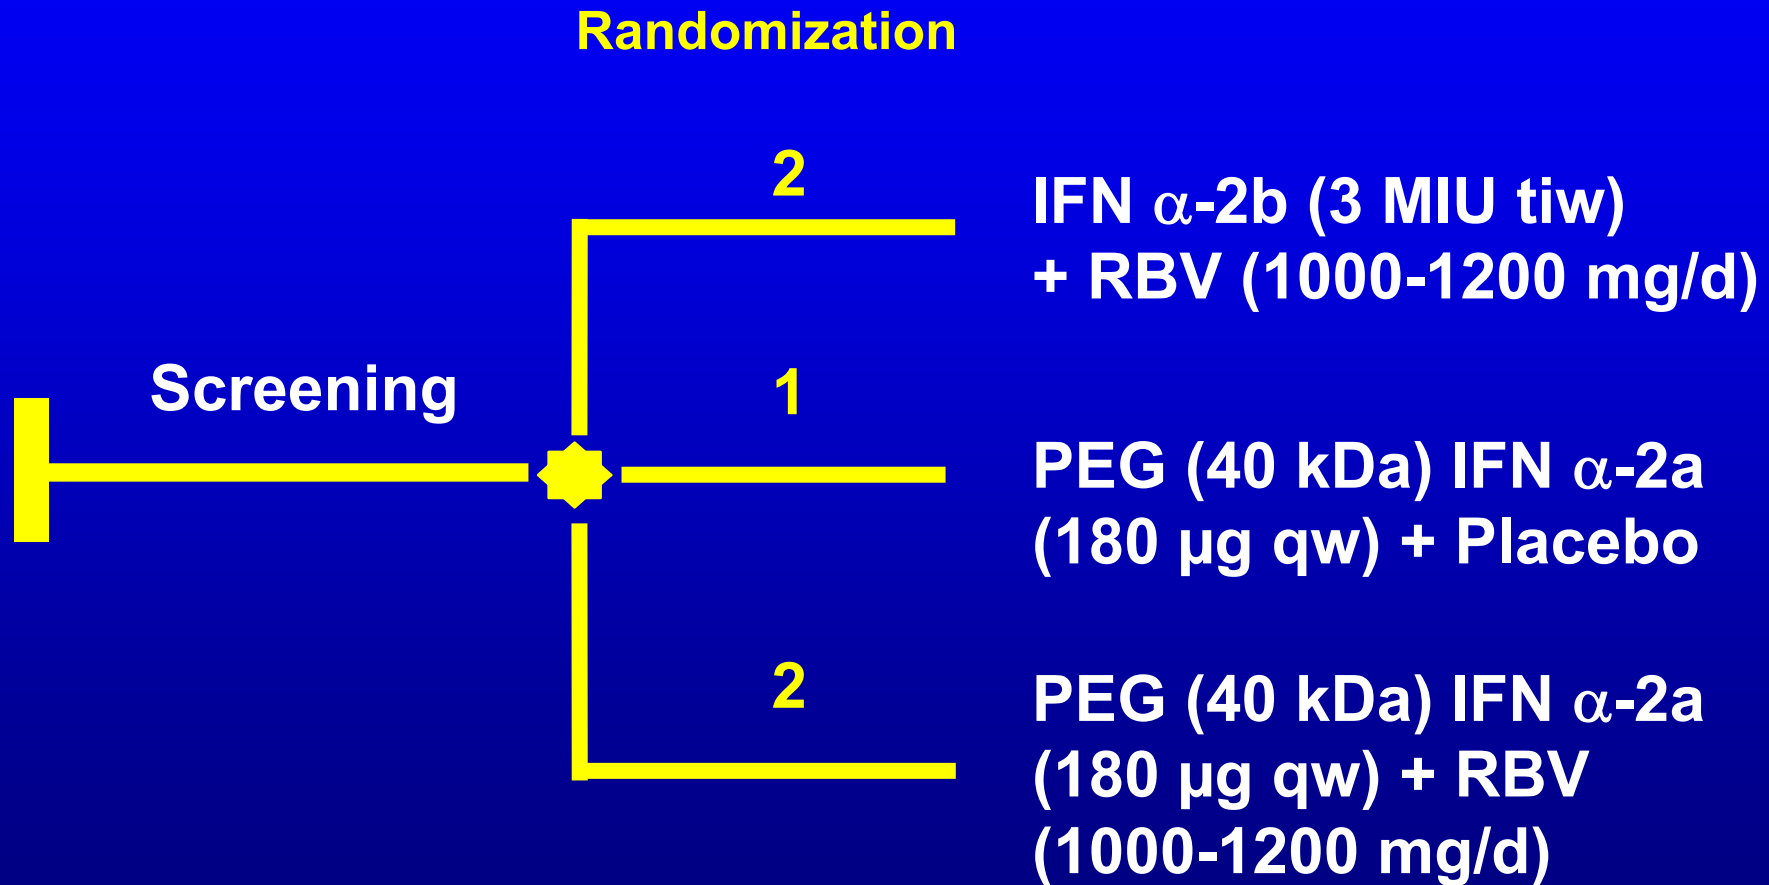 Randomization
2
IFN α-2b (3 MIU tiw)
+ RBV (1000-1200 mg/d)
Screening
1
PEG (40 kDa) IFN α-2a
(180 µg qw) + Placebo
2
PEG (40 kDa) IFN α-2a
(180 µg qw) + RBV
(1000-1200 mg/d)